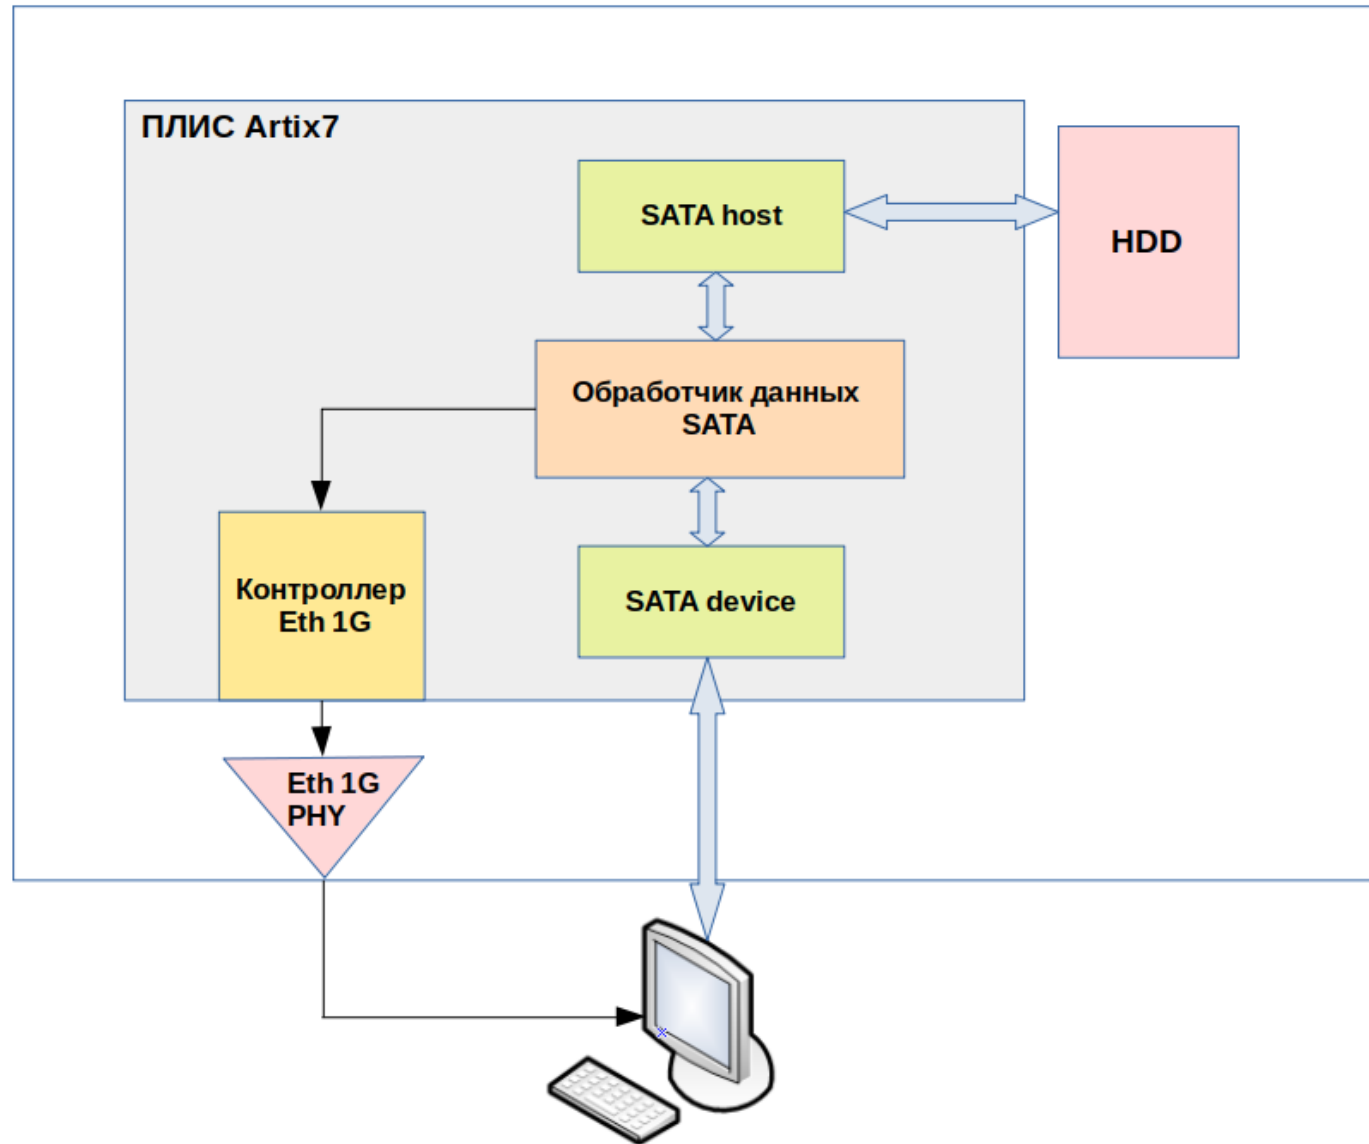 ПЛИС Artix7
SATA host
HDD
Обработчик данных
SATA
Контроллер
Eth 1G
SATA device
Eth 1G
PHY